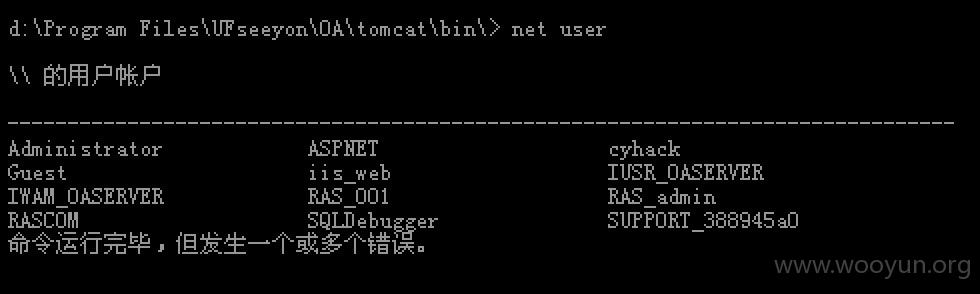 d:\Program Files\UFseeyon\OA\tomcat\bin\> net user
\\ 的用户帐户
-------------------------------------------------------------------------------
Administrator ASPNET cyhack
Guest iis_web IUSR_OASERVER
IWAM_OASERVER RAS_001 RAS_admin
RASCOM SQLDebugger SUPPORT_388945a0
命令运行完毕，但发生一个或多个错误。
www.wooyun.org